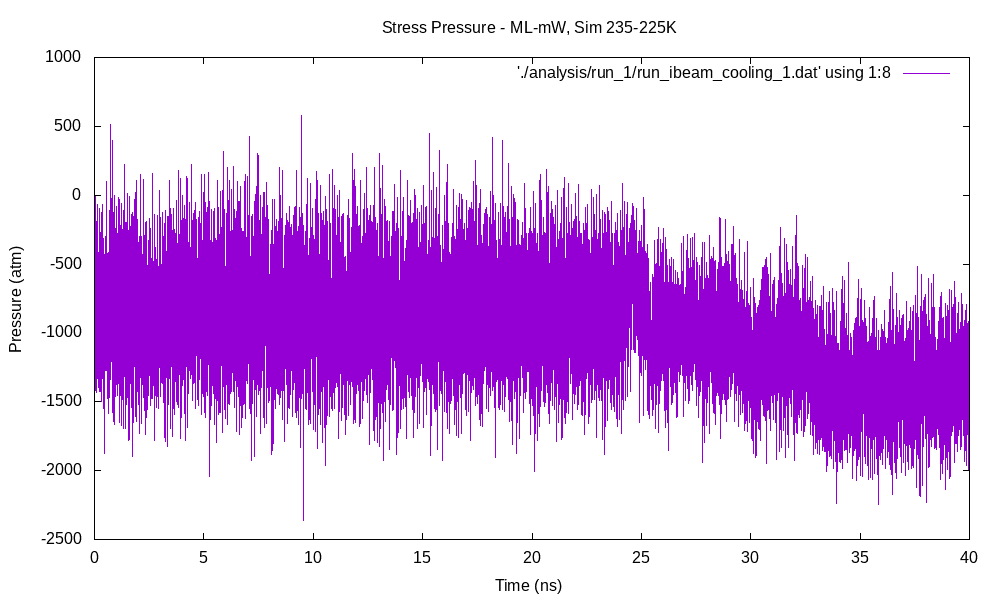 Stress Pressure - ML-mW, Sim 235-225K
'./analysis/run_1/run_ibeam_cooling_1.dat' using 1:8
1000
500
0
-500
-1000
-1500
-2000
-2500
Pressure (atm)
0 5 10 15 20 25 30 35 40
Time (ns)